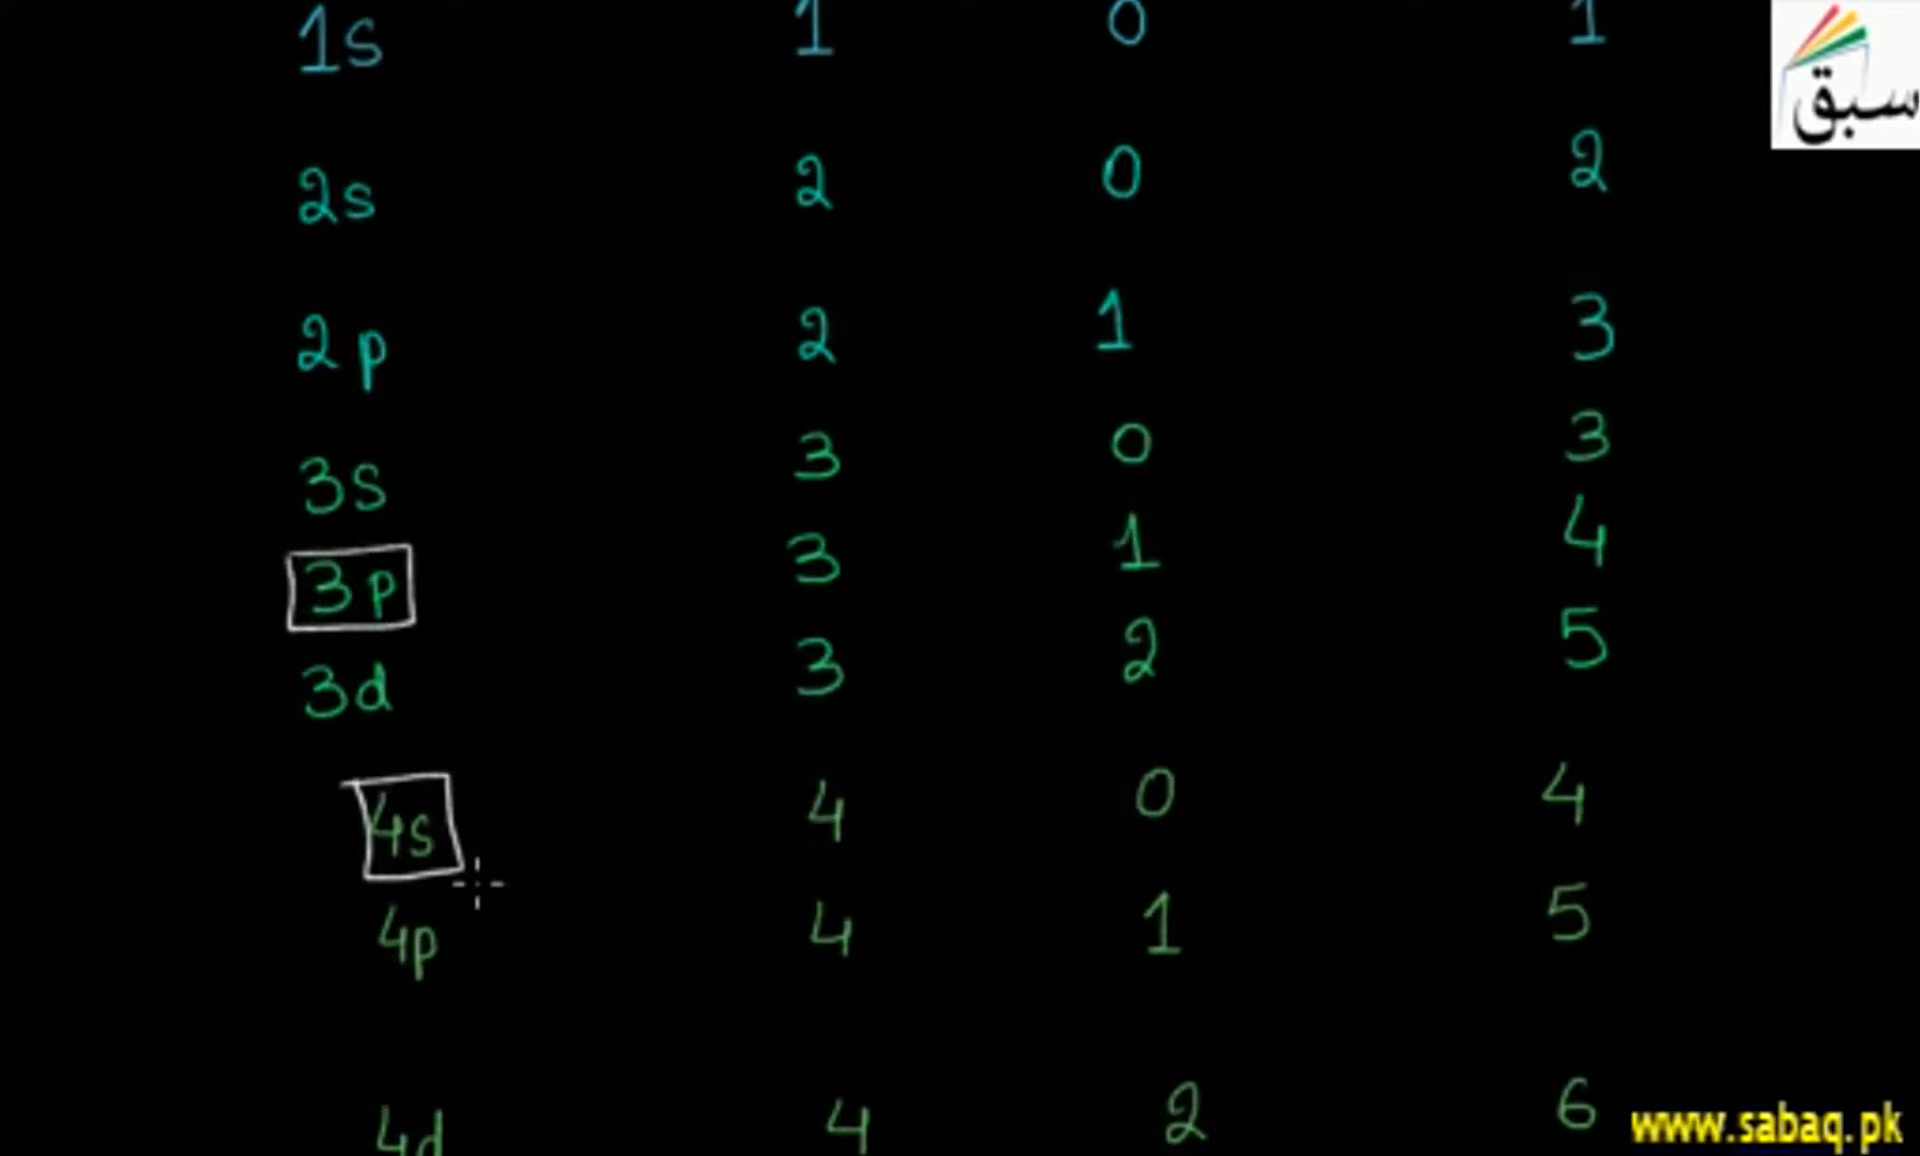 1s 1 0 1
سبق
2s 2 0 2
2p 2 1 3
3s 3 0 3
3p 3 1 4
3d 3 2 5
4s 4 0 4
4p 4 1 5
4d 4 2 6
www.sabaq.pk